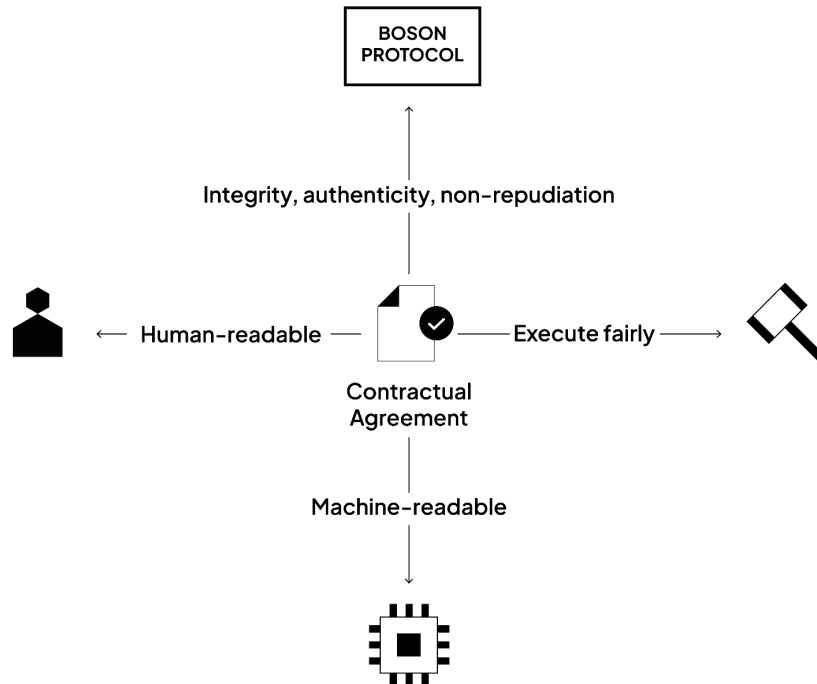 BOSON
PROTOCOL
Integrity, authenticity, non-repudiation
Human-readable
Execute fairly
Contractual
Agreement
Machine-readable